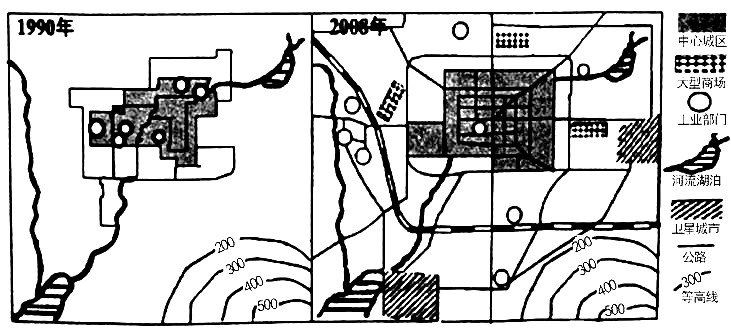 1990年
200
300
400
500
2008年
200
300
400
500
中心城区
大型商场
工业部门
河流湖泊
卫星城市
公路
300
等高线